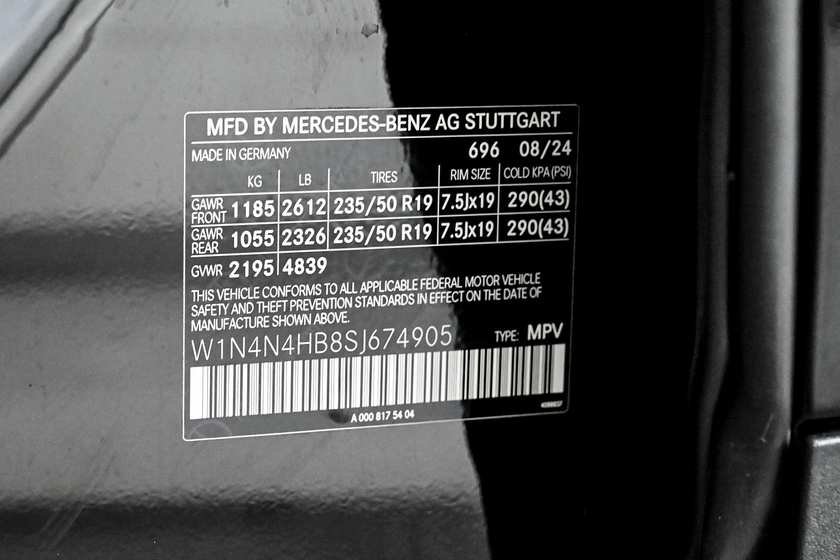 MFD BY MERCEDES-BENZ AG STUTTGART
MADE IN GERMANY 696 08/24
KG LB TIRES RIM SIZE COLD KPA (PSI)
GAWR FRONT 1185 2612 235/50 R19 7.5Jx19 290(43)
GAWR REAR 1055 2326 235/50 R19 7.5Jx19 290(43)
GVWR 2195 4839
THIS VEHICLE CONFORMS TO ALL APPLICABLE FEDERAL MOTOR VEHICLE
SAFETY AND THEFT PREVENTION STANDARDS IN EFFECT ON THE DATE OF
MANUFACTURE SHOWN ABOVE.
W1N4N4HB8SJ674905 TYPE: MPV
A 000 817 54 04